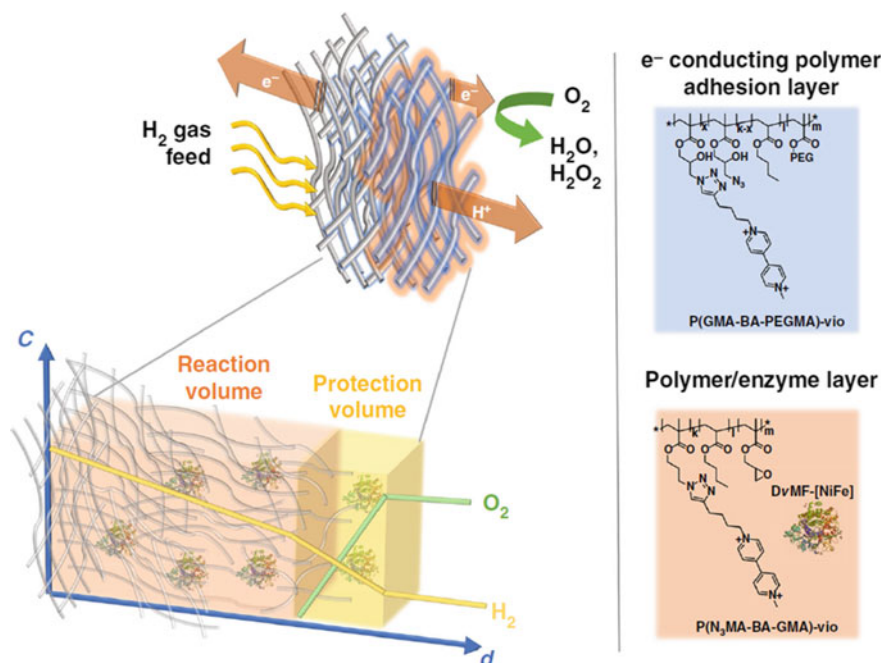 e⁻
e⁻
H₂ gas
feed
O₂
H₂O,
H₂O₂
H⁺
C
Reaction
volume
Protection
volume
O₂
H₂
d
e⁻ conducting polymer
adhesion layer
* x k-x l m *
O O O O O O O O
OH OH PEG
N N N N₃
+N
N+
P(GMA-BA-PEGMA)-vio
Polymer/enzyme layer
* k l m *
O O O O O O
O
N N N
DvMF-[NiFe]
+N
N+
P(N₃MA-BA-GMA)-vio